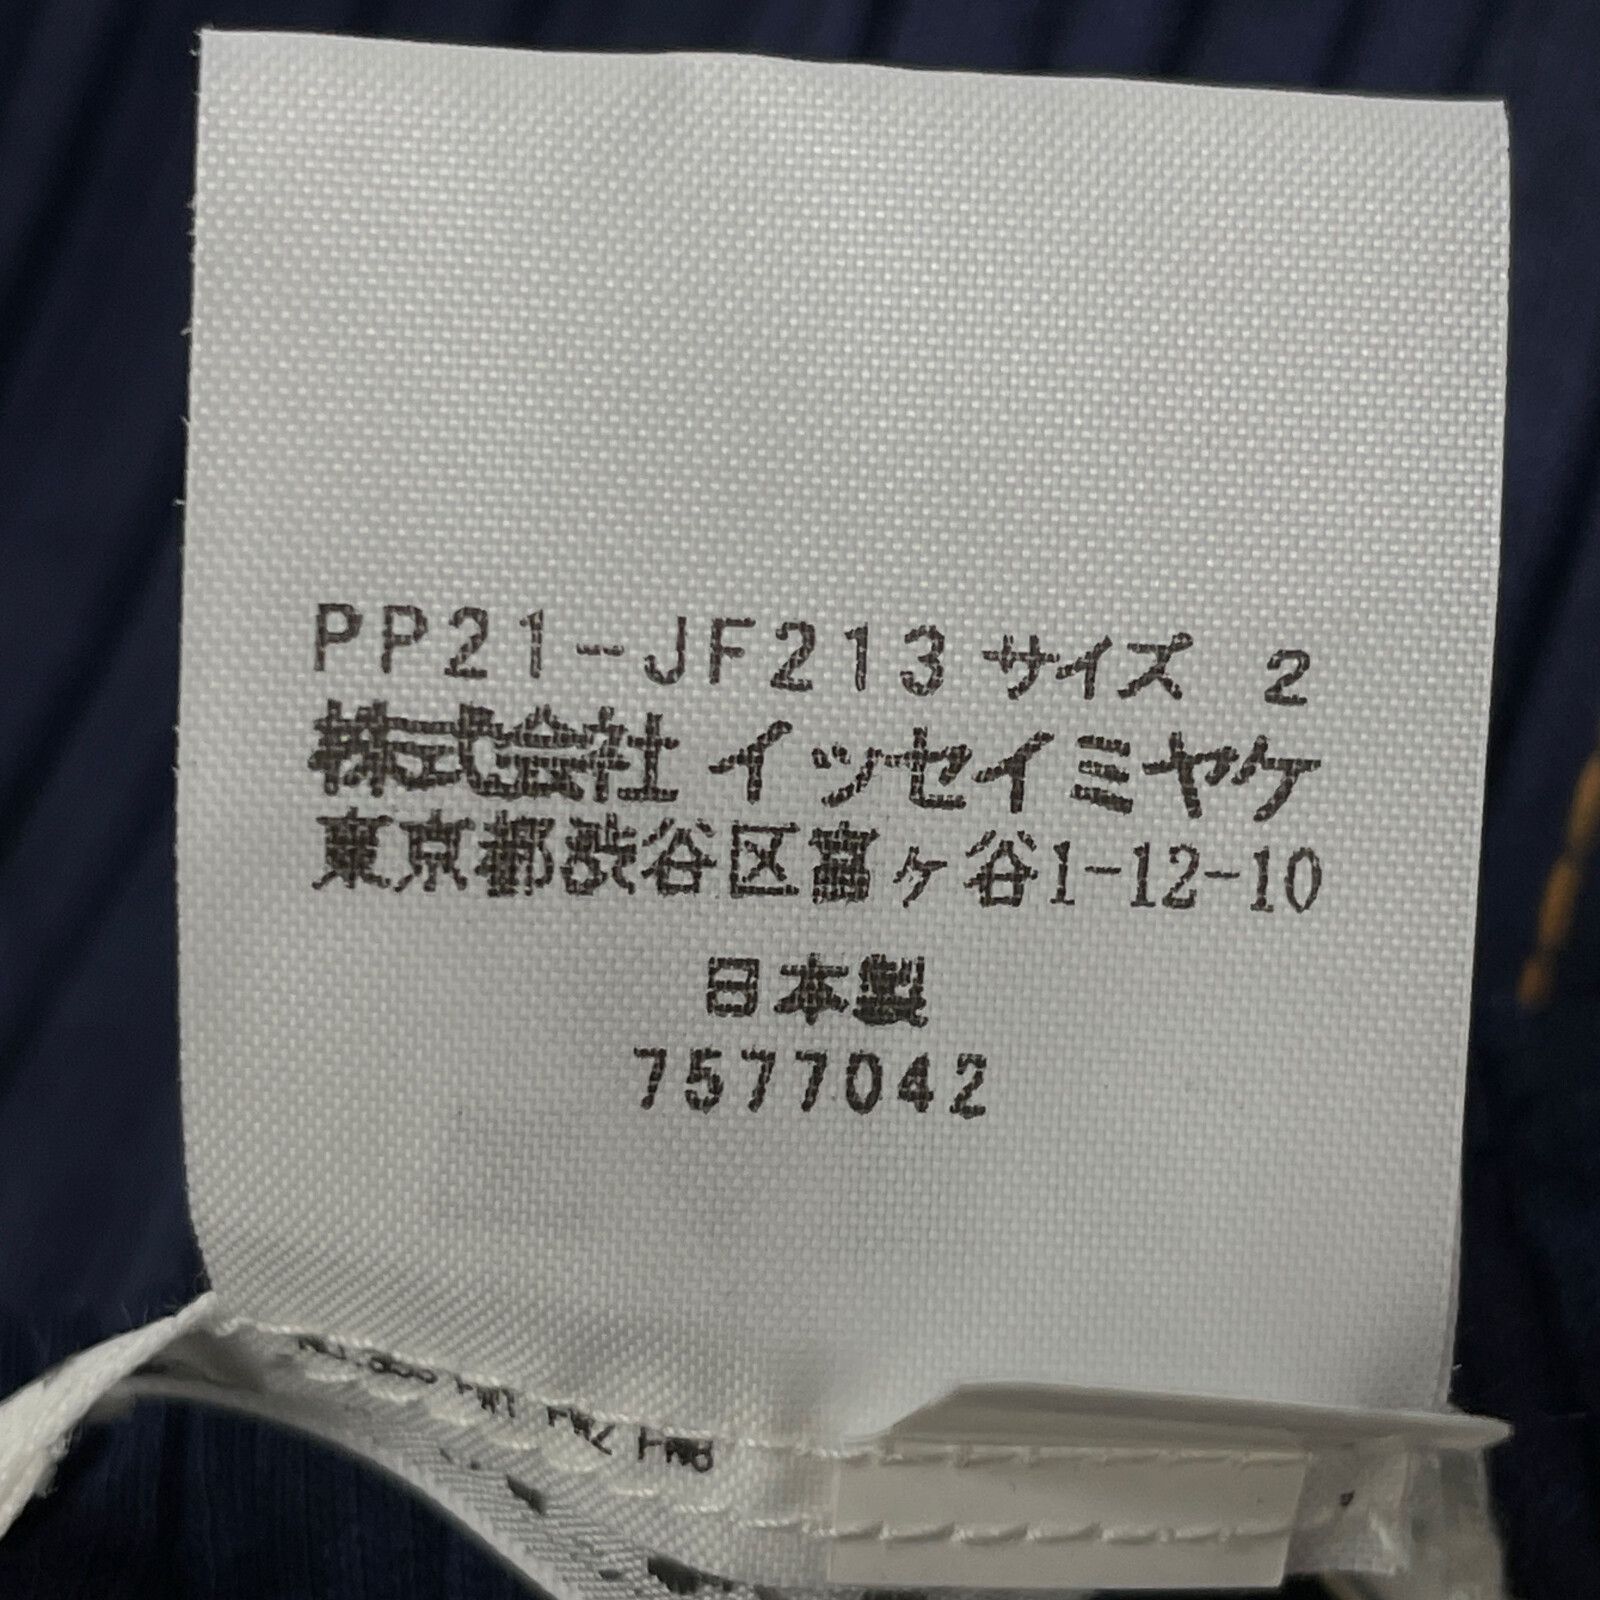 PP21-JF213 サイズ 2
株式会社 イッセイミヤケ
東京都渋谷区富ヶ谷1-12-10
日本製
7577042